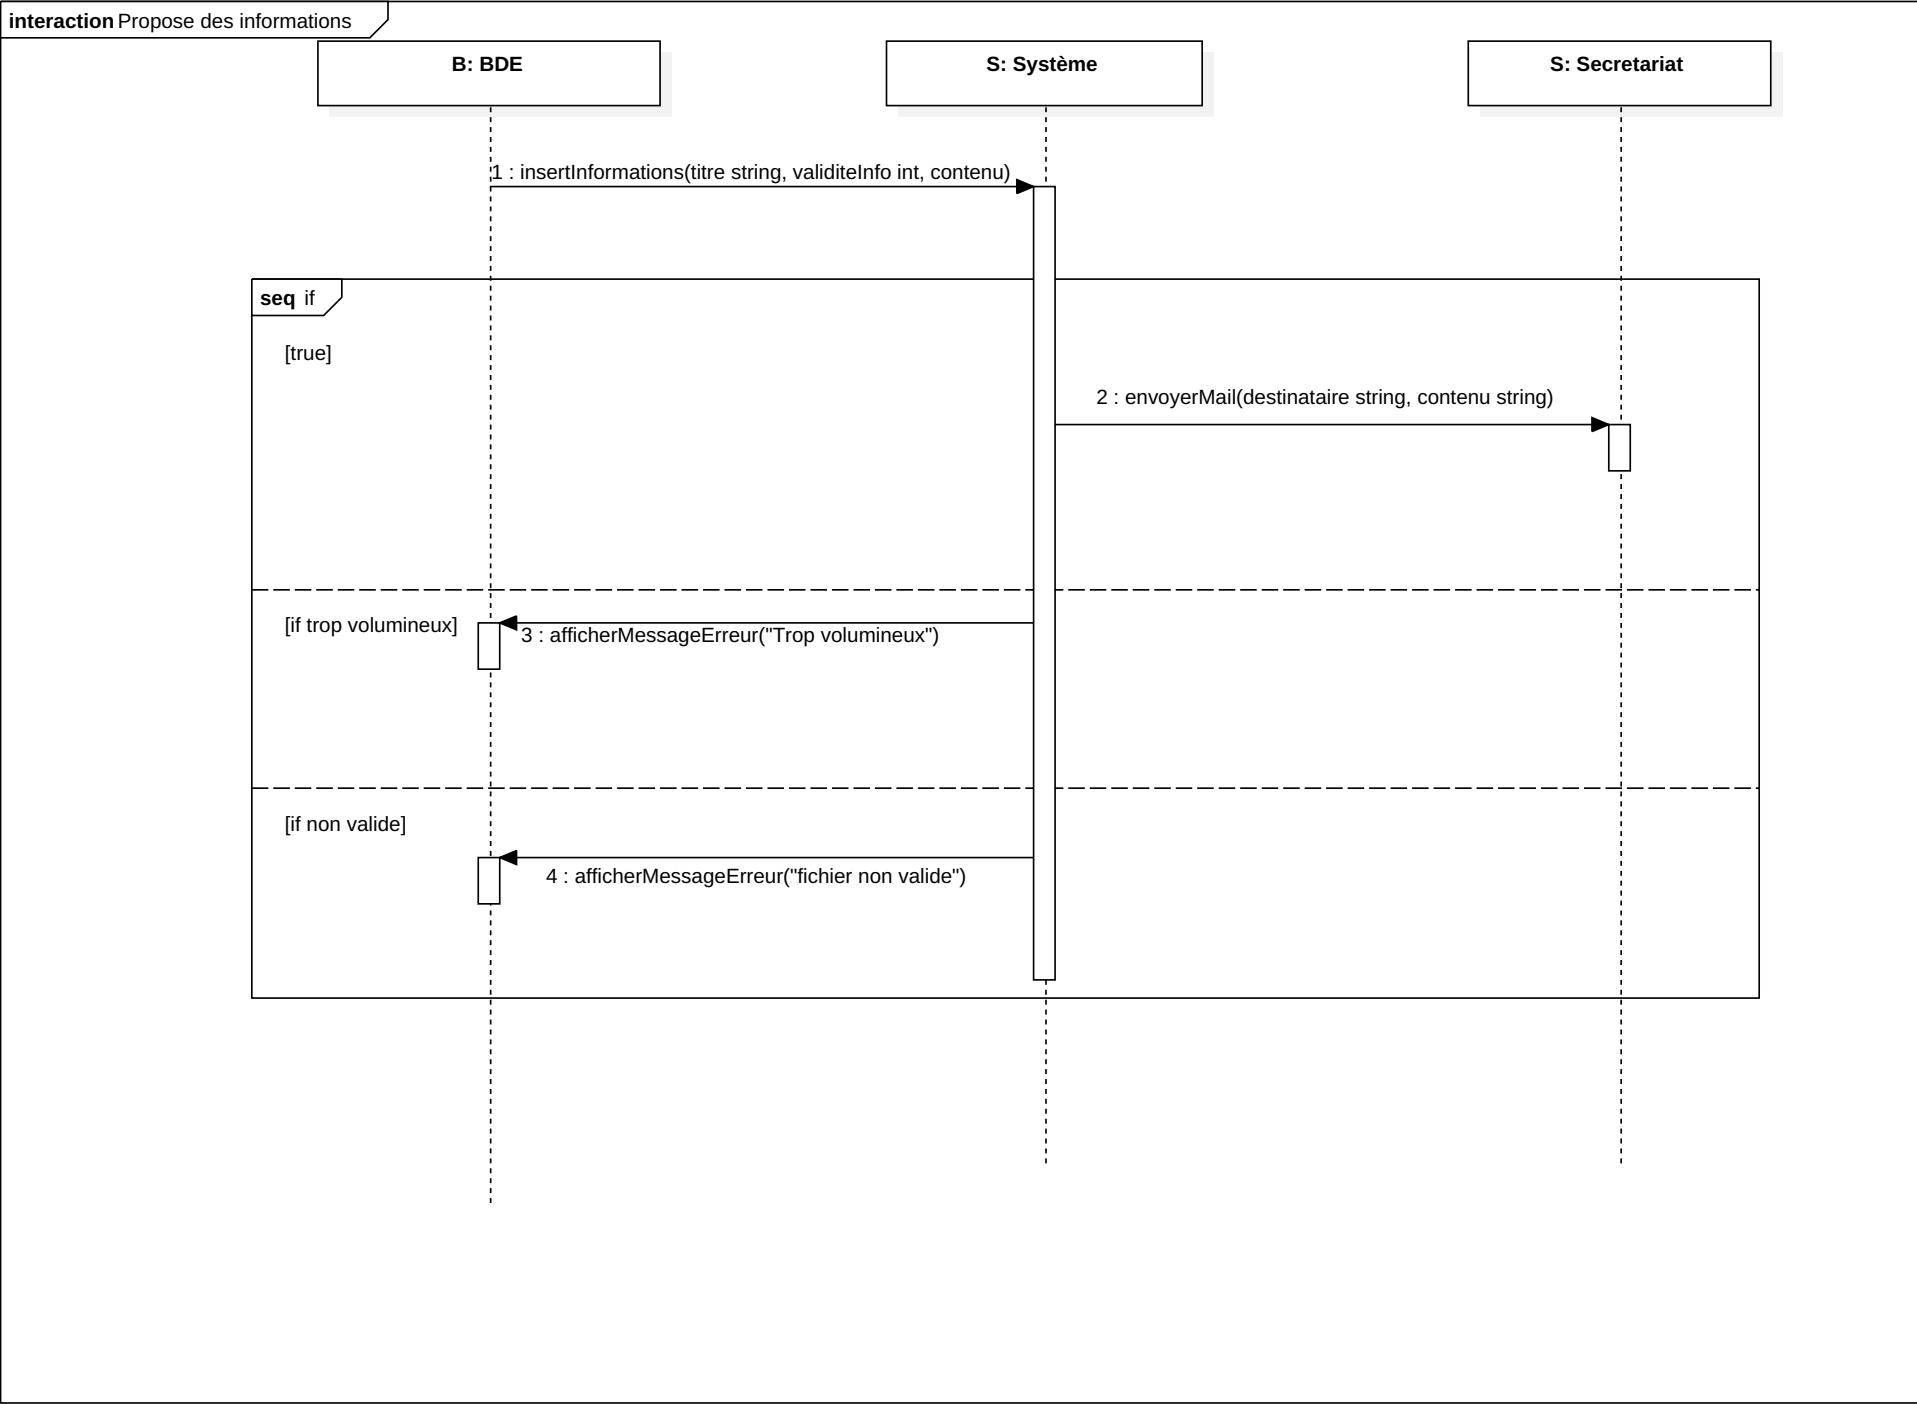 interaction Propose des informations
B: BDE
S: Système
S: Secretariat
1 : insertInformations(titre string, validiteInfo int, contenu)
seq if
[true]
2 : envoyerMail(destinataire string, contenu string)
[if trop volumineux]
3 : afficherMessageErreur("Trop volumineux")
[if non valide]
4 : afficherMessageErreur("fichier non valide")